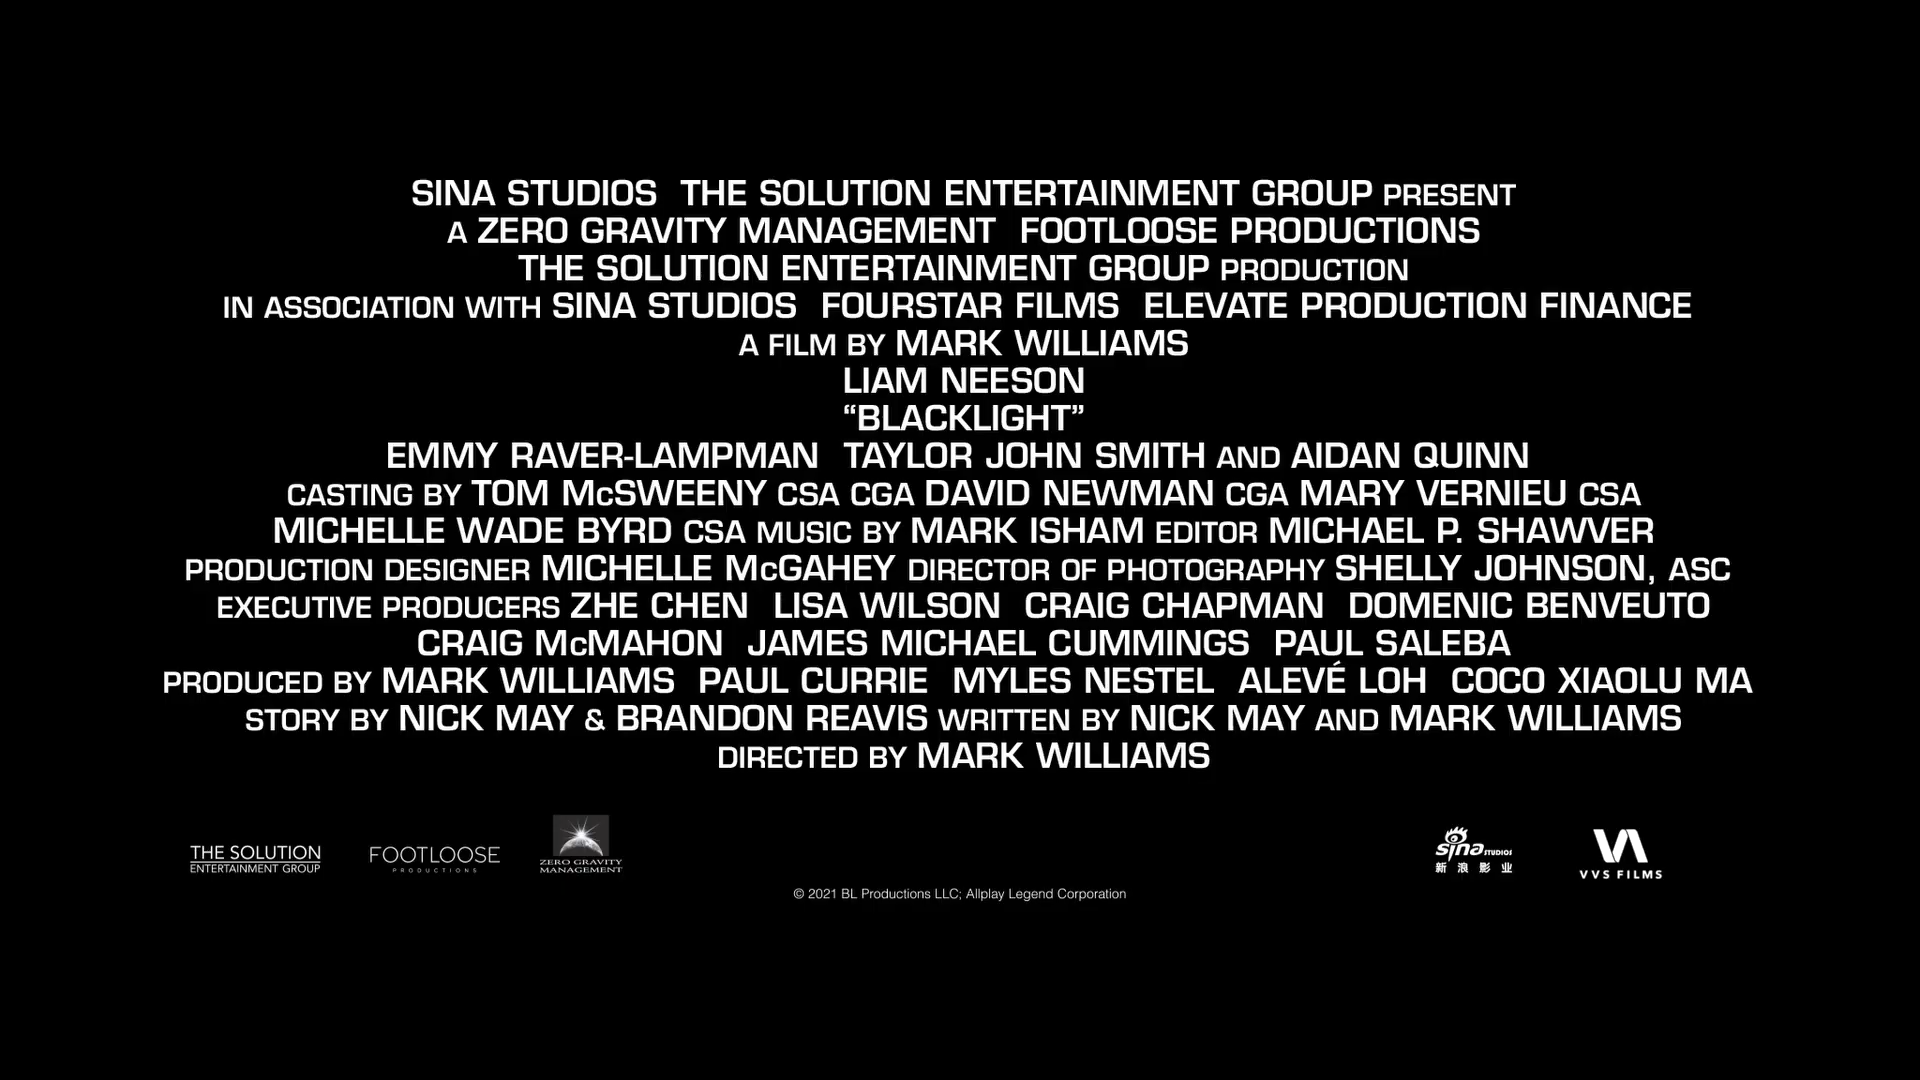 SINA STUDIOS THE SOLUTION ENTERTAINMENT GROUP PRESENT
A ZERO GRAVITY MANAGEMENT FOOTLOOSE PRODUCTIONS
THE SOLUTION ENTERTAINMENT GROUP PRODUCTION
IN ASSOCIATION WITH SINA STUDIOS FOURSTAR FILMS ELEVATE PRODUCTION FINANCE
A FILM BY MARK WILLIAMS
LIAM NEESON
“BLACKLIGHT”
EMMY RAVER-LAMPMAN TAYLOR JOHN SMITH AND AIDAN QUINN
CASTING BY TOM McSWEENY CSA CGA DAVID NEWMAN CGA MARY VERNIEU CSA
MICHELLE WADE BYRD CSA MUSIC BY MARK ISHAM EDITOR MICHAEL P. SHAWVER
PRODUCTION DESIGNER MICHELLE McGAHEY DIRECTOR OF PHOTOGRAPHY SHELLY JOHNSON, ASC
EXECUTIVE PRODUCERS ZHE CHEN LISA WILSON CRAIG CHAPMAN DOMENIC BENVEUTO
CRAIG McMAHON JAMES MICHAEL CUMMINGS PAUL SALEBA
PRODUCED BY MARK WILLIAMS PAUL CURRIE MYLES NESTEL ALEVÉ LOH COCO XIAOLU MA
STORY BY NICK MAY & BRANDON REAVIS WRITTEN BY NICK MAY AND MARK WILLIAMS
DIRECTED BY MARK WILLIAMS
THE SOLUTION
ENTERTAINMENT GROUP
FOOTLOOSE
PRODUCTIONS
ZERO GRAVITY
MANAGEMENT
sina STUDIOS
新浪影业
VVS FILMS
© 2021 BL Productions LLC; Allplay Legend Corporation